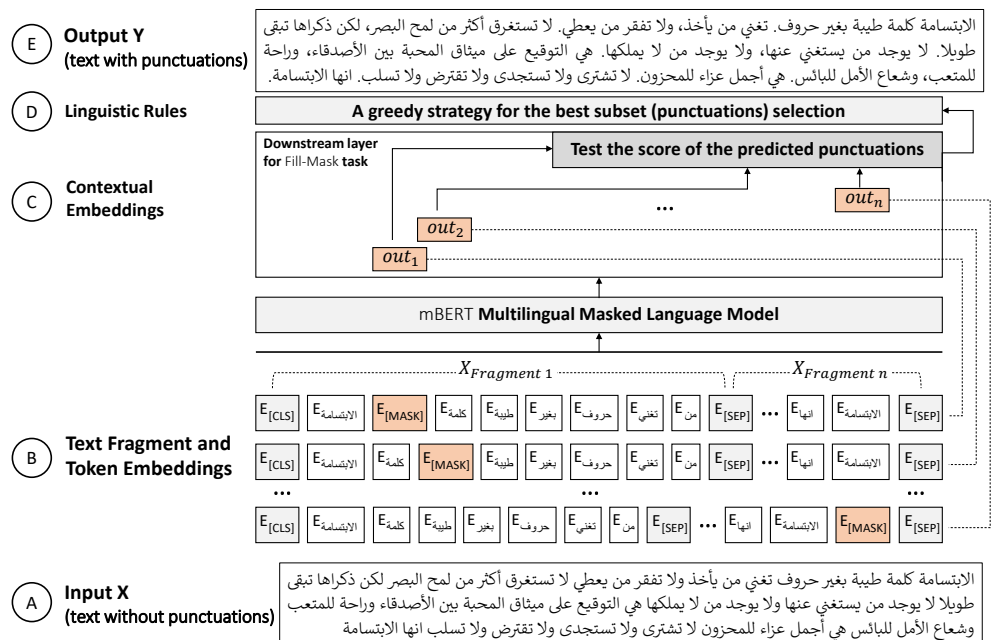 E
Output Y
(text with punctuations)
الابتسامة كلمة طيبة بغير حروف. تغني من يأخذ، ولا تفقر من يعطي. لا تستغرق أكثر من لمح البصر، لكن ذكراها تبقى
طويلا. لا يوجد من يستغني عنها، ولا يوجد من لا يملكها. هي التوقيع على ميثاق المحبة بين الأصدقاء، وراحة
للمتعب، وشعاع الأمل للبائس. هي أجمل عزاء للمحزون. لا تشترى ولا تستجدى ولا تقترض ولا تسلب. انها الابتسامة.
D
Linguistic Rules
A greedy strategy for the best subset (punctuations) selection
C
Contextual
Embeddings
Downstream layer
for Fill-Mask task
Test the score of the predicted punctuations
out1
out2
...
outn
mBERT Multilingual Masked Language Model
XFragment 1
XFragment n
B
Text Fragment and
Token Embeddings
E[CLS] Eالابتسامة E[MASK] Eكلمة Eطيبة Eبغير Eحروف Eتغني Eمن E[SEP] ... Eانها Eالابتسامة E[SEP]
E[CLS] Eالابتسامة Eكلمة E[MASK] Eطيبة Eبغير Eحروف Eتغني Eمن E[SEP] ... Eانها Eالابتسامة E[SEP]
... ... ...
E[CLS] Eالابتسامة Eكلمة Eطيبة Eبغير Eحروف Eتغني Eمن E[SEP] ... Eانها Eالابتسامة E[MASK] E[SEP]
A
Input X
(text without punctuations)
الابتسامة كلمة طيبة بغير حروف تغني من يأخذ ولا تفقر من يعطي لا تستغرق أكثر من لمح البصر لكن ذكراها تبقى
طويلا لا يوجد من يستغني عنها ولا يوجد من لا يملكها هي التوقيع على ميثاق المحبة بين الأصدقاء وراحة للمتعب
وشعاع الأمل للبائس هي أجمل عزاء للمحزون لا تشترى ولا تستجدى ولا تقترض ولا تسلب انها الابتسامة